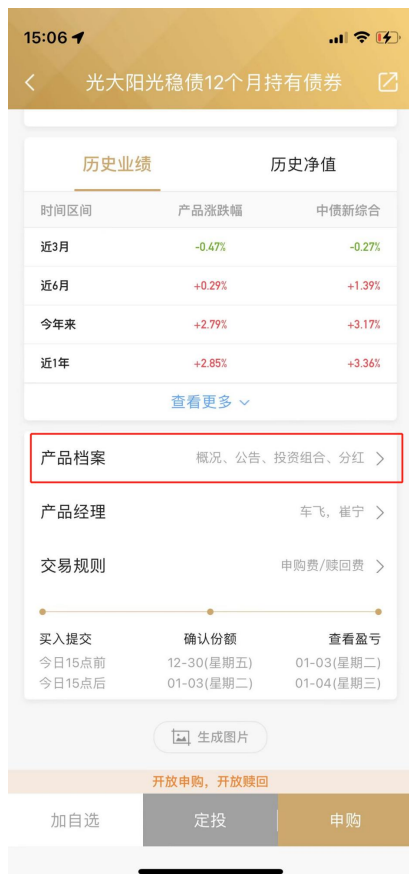 15:06
光大阳光稳债12个月持有债券
历史业绩 历史净值
时间区间 产品涨跌幅 中债新综合
近3月 -0.47% -0.27%
近6月 +0.29% +1.39%
今年来 +2.79% +3.17%
近1年 +2.85% +3.36%
查看更多
产品档案 概况、公告、投资组合、分红
产品经理 车飞，崔宁
交易规则 申购费/赎回费
买入提交 确认份额 查看盈亏
今日15点前 12-30(星期五) 01-03(星期二)
今日15点后 01-03(星期二) 01-04(星期三)
生成图片
开放申购，开放赎回
加自选 定投 申购